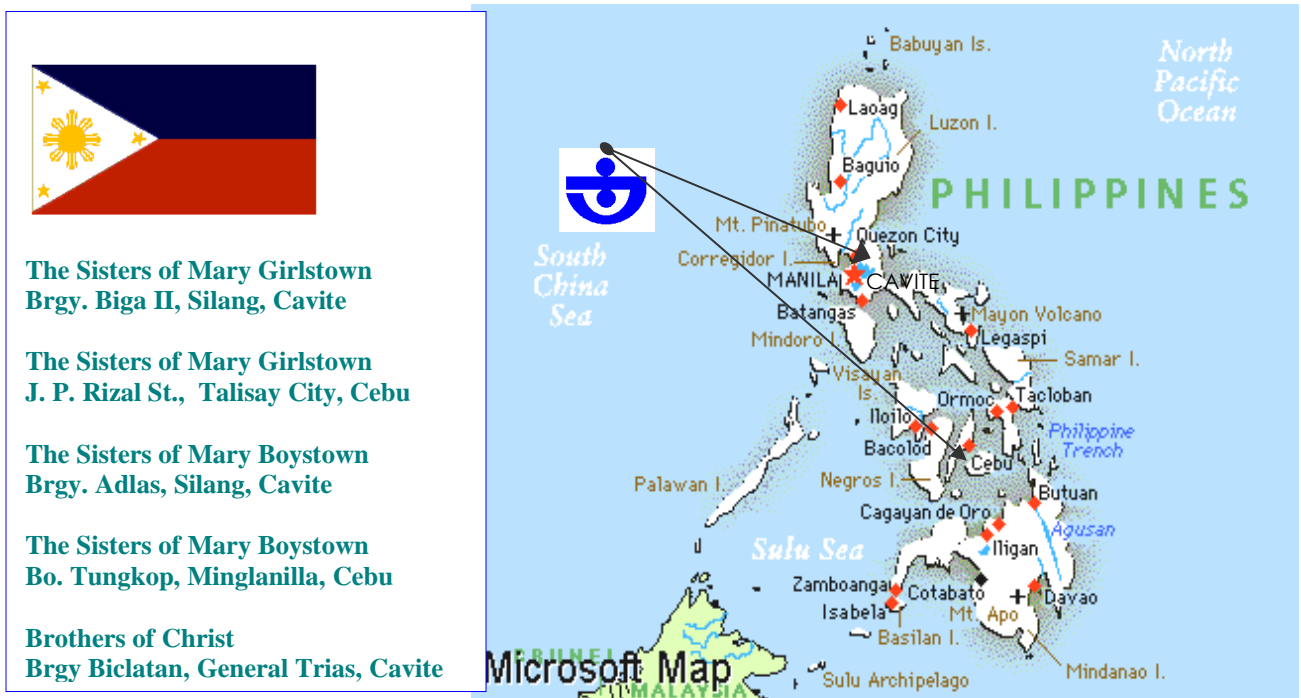 The Sisters of Mary Girlstown
Brgy. Biga II, Silang, Cavite
The Sisters of Mary Girlstown
J. P. Rizal St., Talisay City, Cebu
The Sisters of Mary Boystown
Brgy. Adlas, Silang, Cavite
The Sisters of Mary Boystown
Bo. Tungkop, Minglanilla, Cebu
Brothers of Christ
Brgy Biclatan, General Trias, Cavite
Babuyan Is.
North
Pacific
Ocean
Laoag
Luzon I.
Baguio
PHILIPPINES
Mt. Pinatubo
Quezon City
South
China
Sea
Corregidor I.
MANILA
CAVITE
Batangas
Mayon Volcano
Mindoro I.
Legaspi
Samar I.
Visayan
Is.
Ormoc
Tacloban
Iloilo
Philippine
Trench
Bacolod
Cebu
Palawan I.
Negros I.
Butuan
Cagayan de Oro
Agusan
Sulu Sea
Iligan
Zamboanga
Cotabato
Davao
Isabela
Mt. Apo
Basilan I.
BRUNEI
Microsoft Map
Mindanao I.
Sulu Archipelago
MALAYSIA